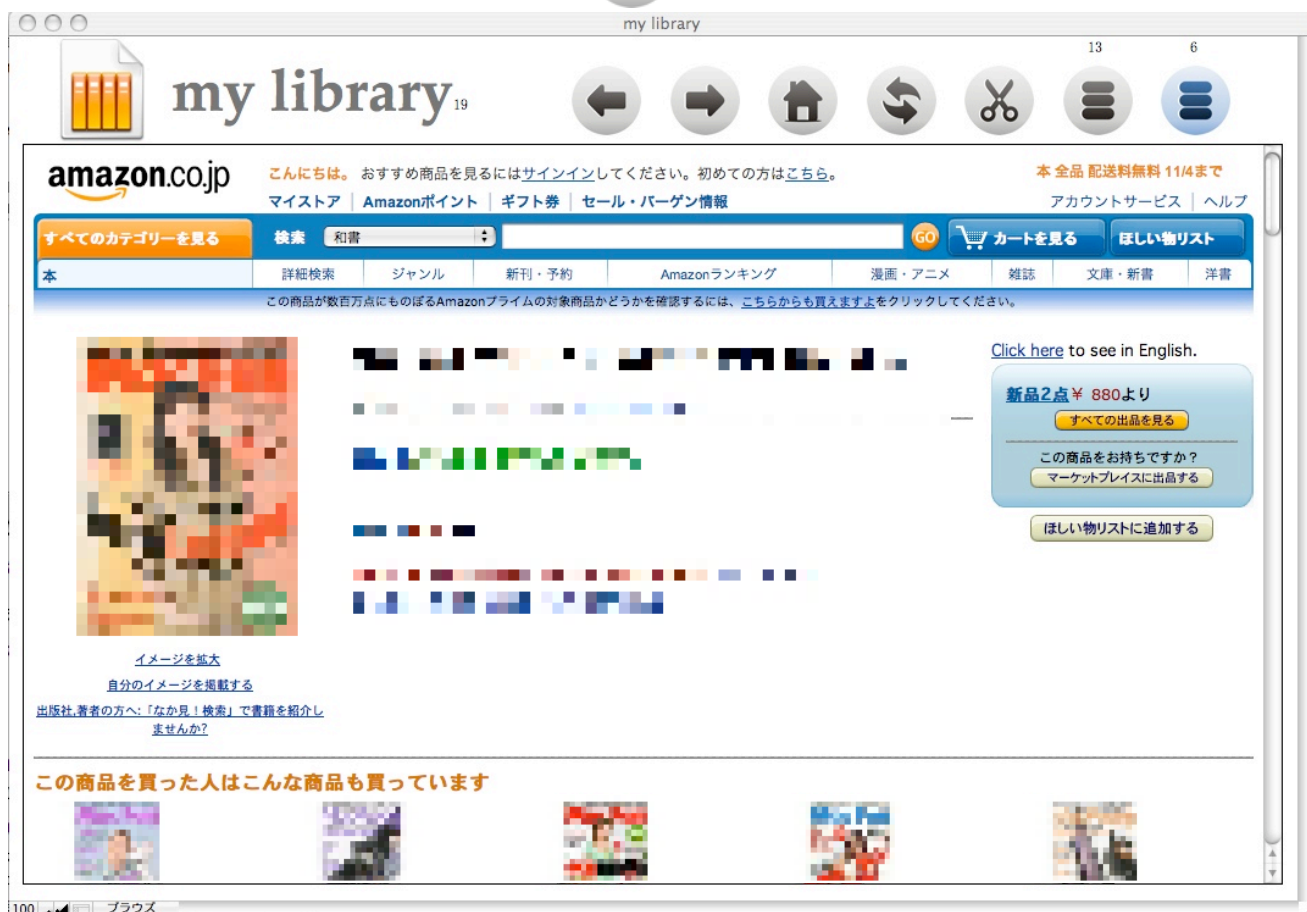 my library
13 6
my library 19
amazon.co.jp
こんにちは。 おすすめ商品を見るにはサインインしてください。初めての方はこちら。
本 全品 配送料無料 11/4まで
マイストア | Amazonポイント | ギフト券 | セール・バーゲン情報
アカウントサービス | ヘルプ
すべてのカテゴリーを見る 検索 和書 GO カートを見る ほしい物リスト
本 詳細検索 ジャンル 新刊・予約 Amazonランキング 漫画・アニメ 雑誌 文庫・新書 洋書
この商品が数百万点にものぼるAmazonプライムの対象商品かどうかを確認するには、こちらからも買えますよをクリックしてください。
Click here to see in English.
新品2点¥ 880より
すべての出品を見る
この商品をお持ちですか?
マーケットプレイスに出品する
ほしい物リストに追加する
イメージを拡大
自分のイメージを掲載する
出版社,著者の方へ:「なか見!検索」で書籍を紹介し
ませんか?
この商品を買った人はこんな商品も買っています
100 ブラウズ